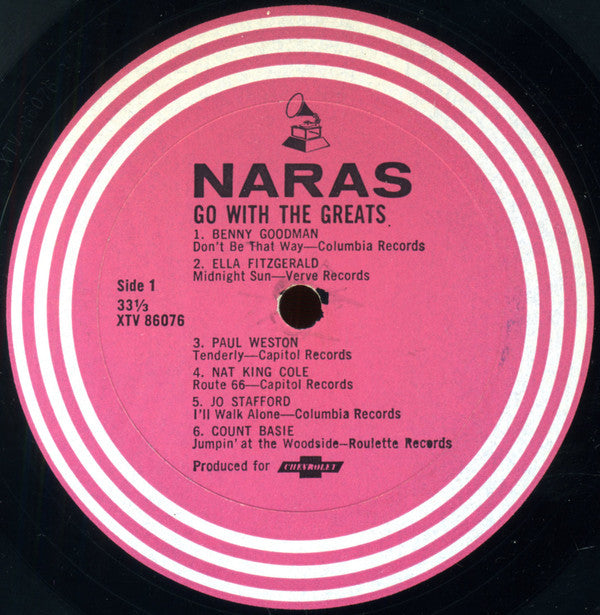 NARAS
GO WITH THE GREATS
1. BENNY GOODMAN
Don't Be That Way—Columbia Records
2. ELLA FITZGERALD
Midnight Sun—Verve Records
Side 1
33⅓
XTV 86076
3. PAUL WESTON
Tenderly—Capitol Records
4. NAT KING COLE
Route 66—Capitol Records
5. JO STAFFORD
I'll Walk Alone—Columbia Records
6. COUNT BASIE
Jumpin' at the Woodside—Roulette Records
Produced for CHEVROLET